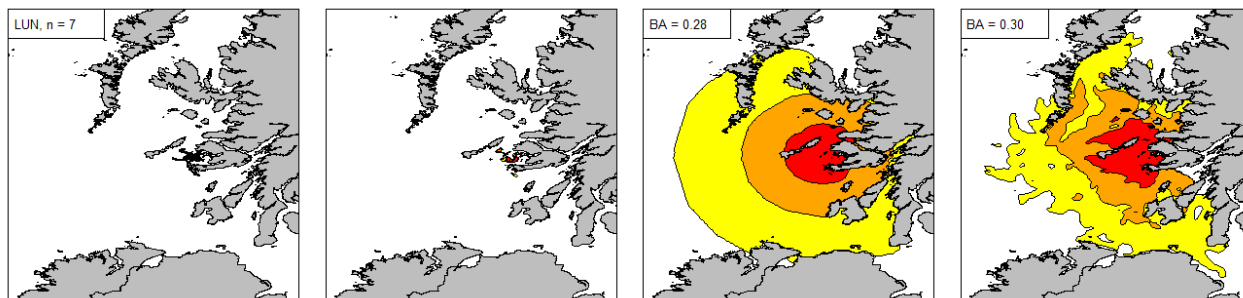 LUN, n = 7
BA = 0.28
BA = 0.30